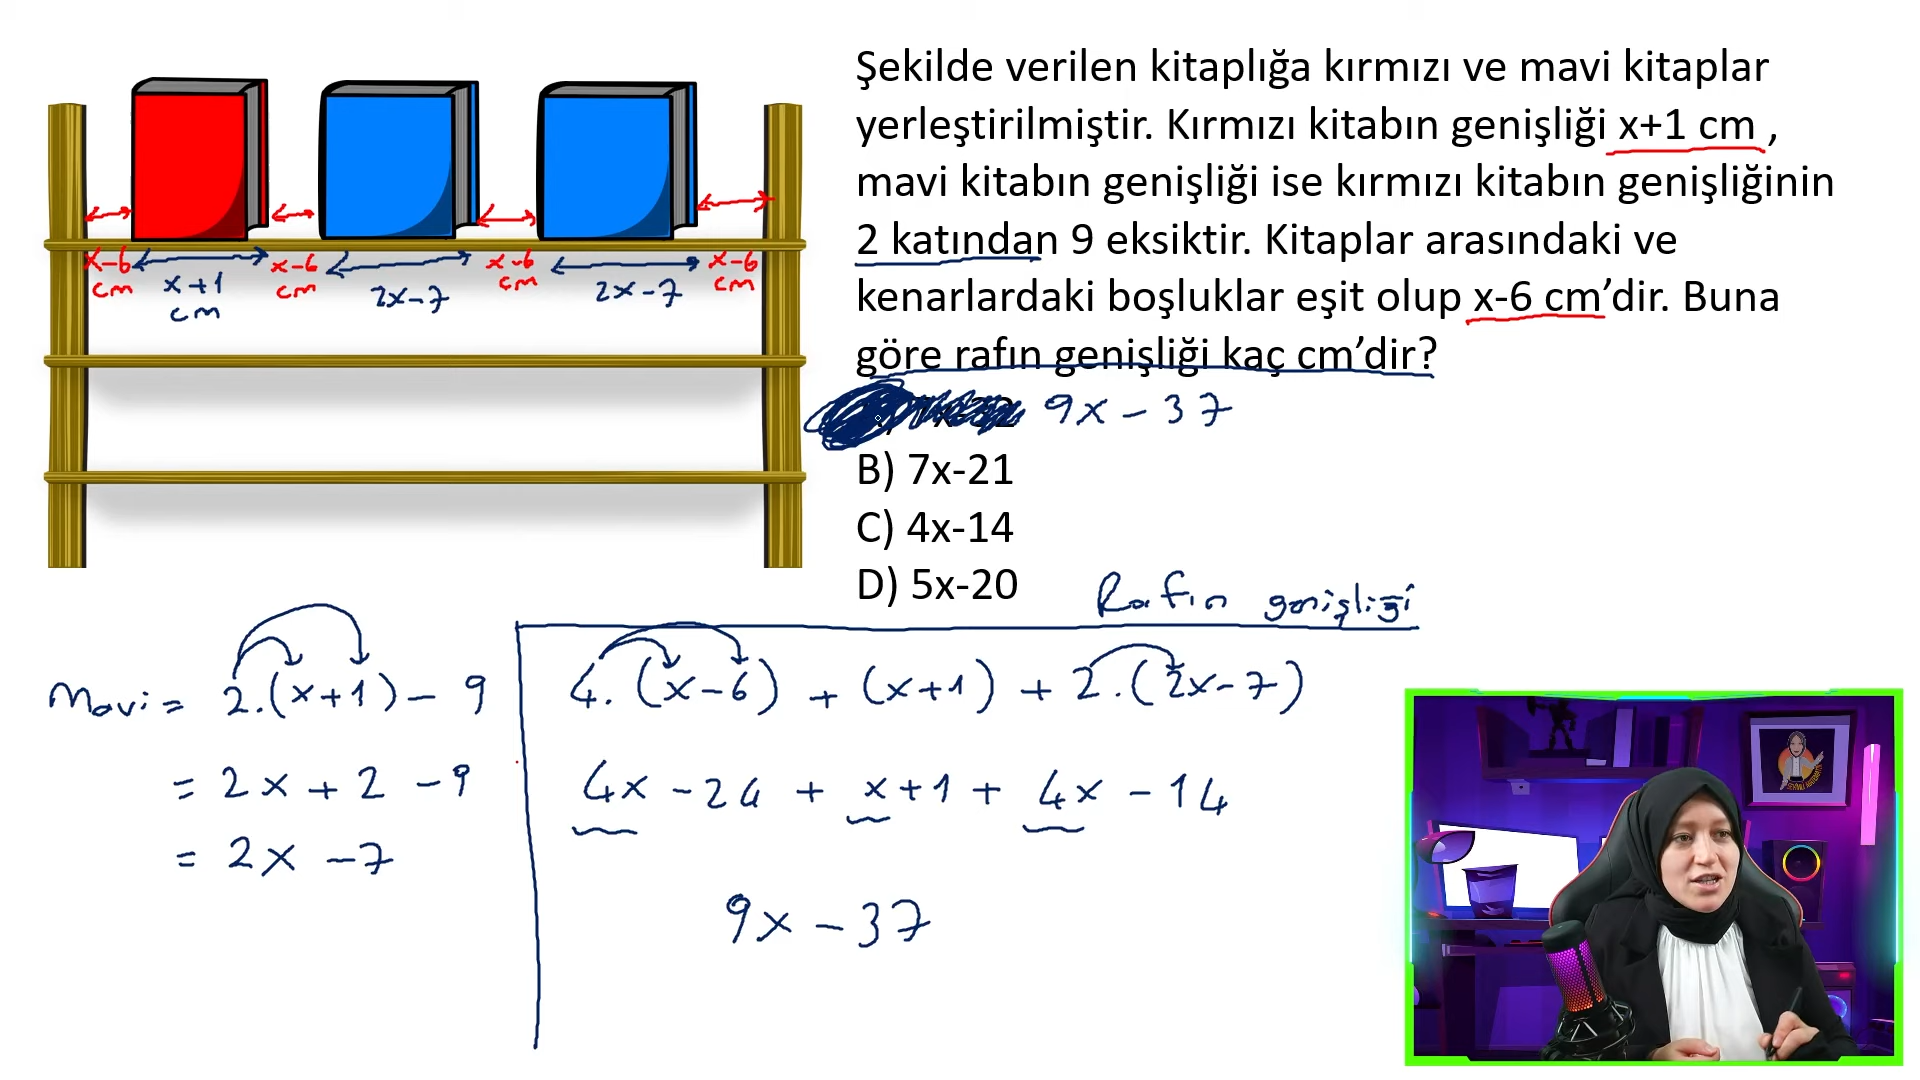 Şekilde verilen kitaplığa kırmızı ve mavi kitaplar
yerleştirilmiştir. Kırmızı kitabın genişliği x+1 cm ,
mavi kitabın genişliği ise kırmızı kitabın genişliğinin
2 katından 9 eksiktir. Kitaplar arasındaki ve
kenarlardaki boşluklar eşit olup x-6 cm’dir. Buna
göre rafın genişliği kaç cm’dir?
9x - 37
B) 7x-21
C) 4x-14
D) 5x-20
x-6 cm
x+1 cm
x-6 cm
2x-7
x-6 cm
2x-7
x-6 cm
Mavi = 2.(x+1) - 9
= 2x + 2 - 9
= 2x - 7
Rafın genişliği
4.(x-6) + (x+1) + 2.(2x-7)
4x - 24 + x+1 + 4x - 14
9x - 37